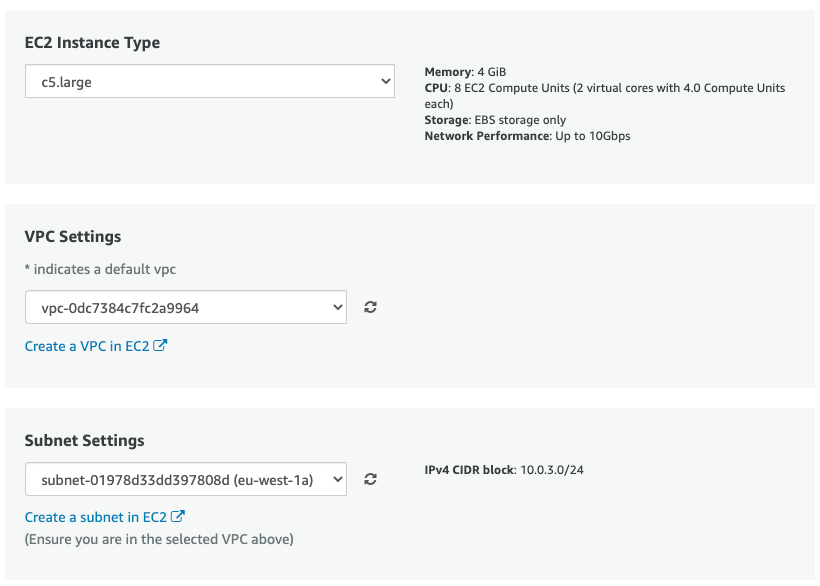 EC2 Instance Type
c5.large
Memory: 4 GiB
CPU: 8 EC2 Compute Units (2 virtual cores with 4.0 Compute Units
each)
Storage: EBS storage only
Network Performance: Up to 10Gbps
VPC Settings
* indicates a default vpc
vpc-0dc7384c7fc2a9964
Create a VPC in EC2
Subnet Settings
subnet-01978d33dd397808d (eu-west-1a)
IPv4 CIDR block: 10.0.3.0/24
Create a subnet in EC2
(Ensure you are in the selected VPC above)